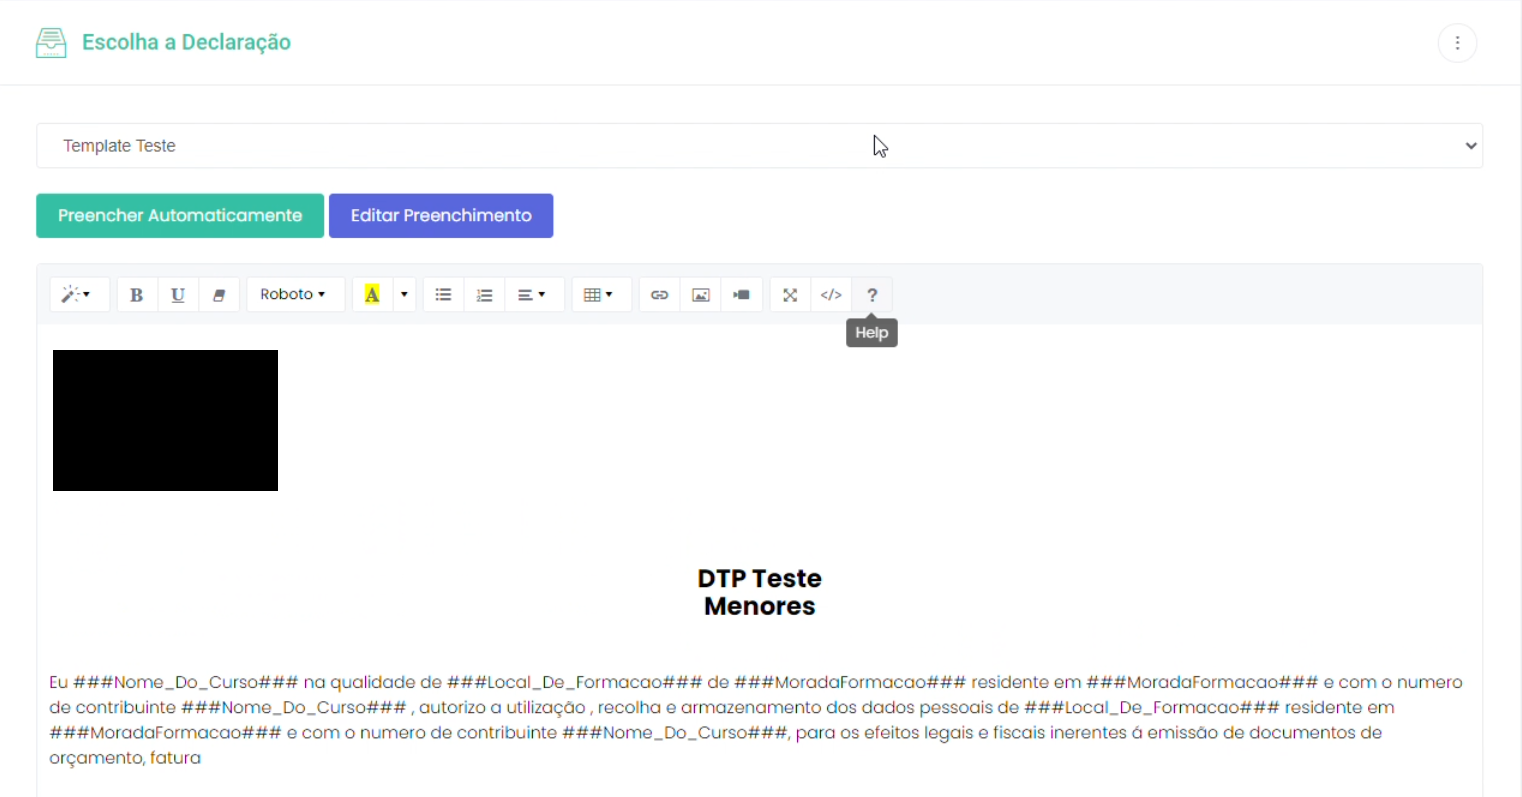 Escolha a Declaração
Template Teste
Preencher Automaticamente Editar Preenchimento
B U Roboto A </> ?
Help
DTP Teste
Menores
Eu ###Nome_Do_Curso### na qualidade de ###Local_De_Formacao### de ###MoradaFormacao### residente em ###MoradaFormacao### e com o numero
de contribuinte ###Nome_Do_Curso### , autorizo a utilização , recolha e armazenamento dos dados pessoais de ###Local_De_Formacao### residente em
###MoradaFormacao### e com o numero de contribuinte ###Nome_Do_Curso###, para os efeitos legais e fiscais inerentes á emissão de documentos de
orçamento, fatura